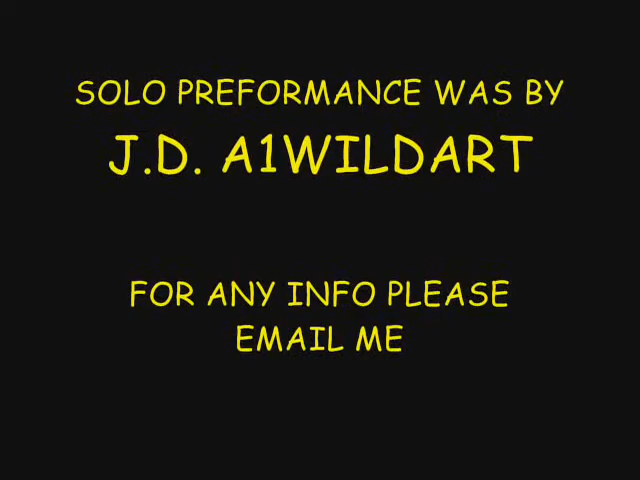 SOLO PREFORMANCE WAS BY
J.D. A1WILDART
FOR ANY INFO PLEASE
EMAIL ME